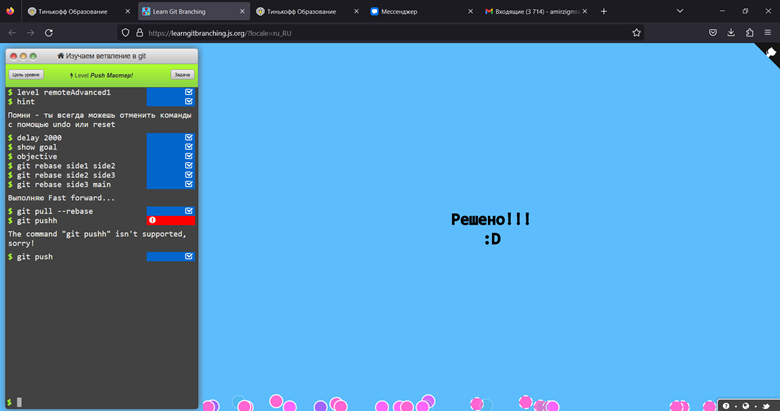 Тинькофф Образование
Learn Git Branching
Тинькофф Образование
Мессенджер
Входящие (3 714) - amirzigmi
https://learngitbranching.js.org/?locale=ru_RU
Изучаем ветвление в git
Цель уровня
Level Push Мастер!
Задача
$ level remoteAdvanced1
$ hint
Помни - ты всегда можешь отменить команды
с помощью undo или reset
$ delay 2000
$ show goal
$ objective
$ git rebase side1 side2
$ git rebase side2 side3
$ git rebase side3 main
Выполняю Fast forward...
$ git pull --rebase
$ git pushh
The command "git pushh" isn't supported,
sorry!
$ git push
$
Решено!!!
:D